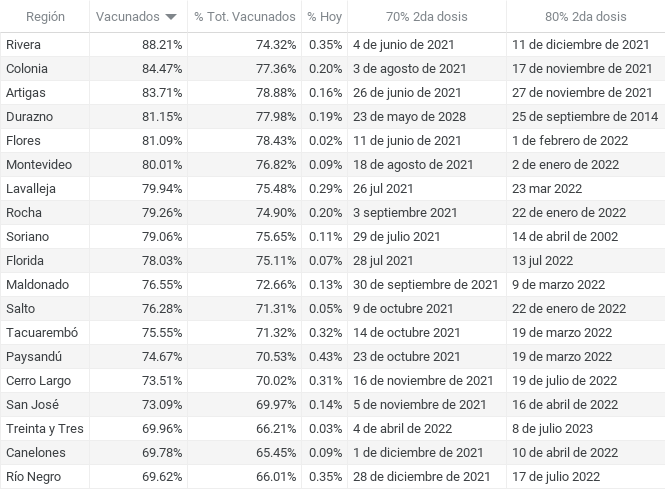 Región Vacunados % Tot. Vacunados % Hoy 70% 2da dosis 80% 2da dosis
Rivera 88.21% 74.32% 0.35% 4 de junio de 2021 11 de diciembre de 2021
Colonia 84.47% 77.36% 0.20% 3 de agosto de 2021 17 de noviembre de 2021
Artigas 83.71% 78.88% 0.16% 26 de junio de 2021 27 de noviembre de 2021
Durazno 81.15% 77.98% 0.19% 23 de mayo de 2028 25 de septiembre de 2014
Flores 81.09% 78.43% 0.02% 11 de junio de 2021 1 de febrero de 2022
Montevideo 80.01% 76.82% 0.09% 18 de agosto de 2021 2 de enero de 2022
Lavalleja 79.94% 75.48% 0.29% 26 jul 2021 23 mar 2022
Rocha 79.26% 74.90% 0.20% 3 septiembre 2021 22 de enero de 2022
Soriano 79.06% 75.65% 0.11% 29 de julio 2021 14 de abril de 2002
Florida 78.03% 75.11% 0.07% 28 jul 2021 13 jul 2022
Maldonado 76.55% 72.66% 0.13% 30 de septiembre de 2021 9 de marzo de 2022
Salto 76.28% 71.31% 0.05% 9 de octubre 2021 22 de enero de 2022
Tacuarembó 75.55% 71.32% 0.32% 14 de octubre 2021 19 de marzo 2022
Paysandú 74.67% 70.53% 0.43% 23 de octubre 2021 19 de marzo 2022
Cerro Largo 73.51% 70.02% 0.31% 16 de noviembre de 2021 19 de julio de 2022
San José 73.09% 69.97% 0.14% 5 de noviembre de 2021 16 de abril de 2022
Treinta y Tres 69.96% 66.21% 0.03% 4 de abril de 2022 8 de julio 2023
Canelones 69.78% 65.45% 0.09% 1 de diciembre de 2021 10 de abril de 2022
Río Negro 69.62% 66.01% 0.35% 28 de diciembre de 2021 17 de julio 2022